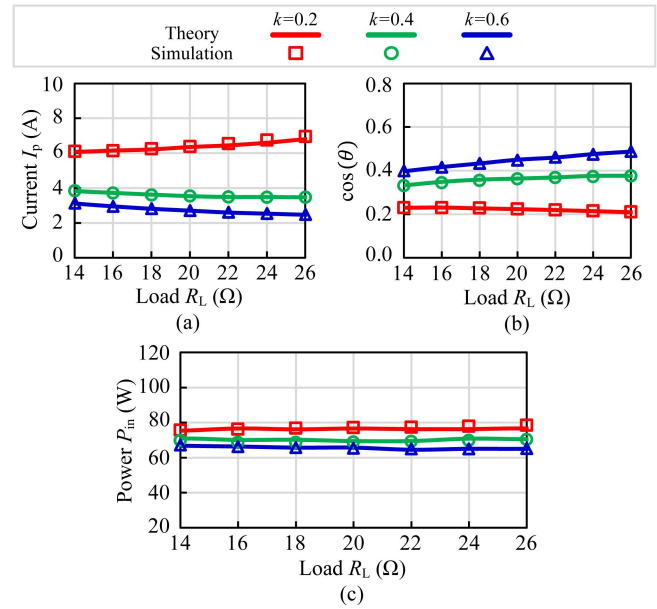 k=0.2 k=0.4 k=0.6
Theory
Simulation
Current Ip (A)
10
8
6
4
2
0
14 16 18 20 22 24 26
Load RL (Ω)
(a)
cos(θ)
0.8
0.6
0.4
0.2
0.0
14 16 18 20 22 24 26
Load RL (Ω)
(b)
Power Pin (W)
120
100
80
60
40
20
14 16 18 20 22 24 26
Load RL (Ω)
(c)